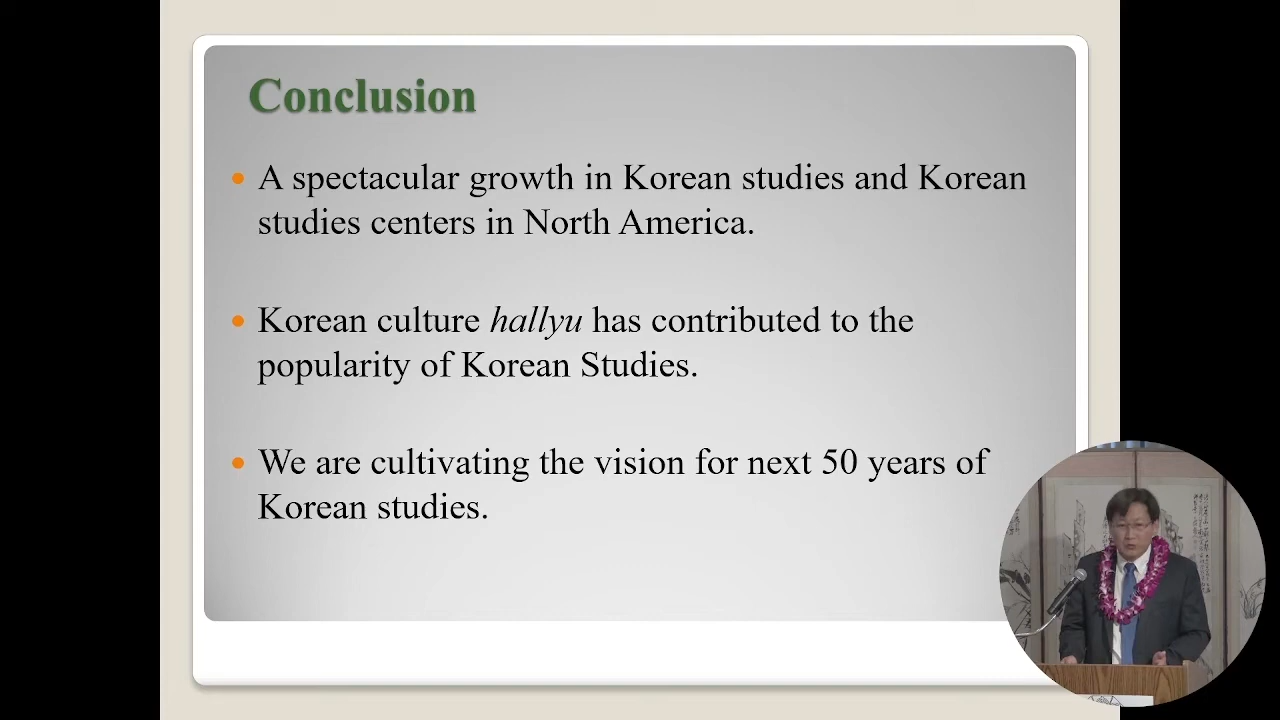 Conclusion
A spectacular growth in Korean studies and Korean
studies centers in North America.
Korean culture hallyu has contributed to the
popularity of Korean Studies.
We are cultivating the vision for next 50 years of
Korean studies.